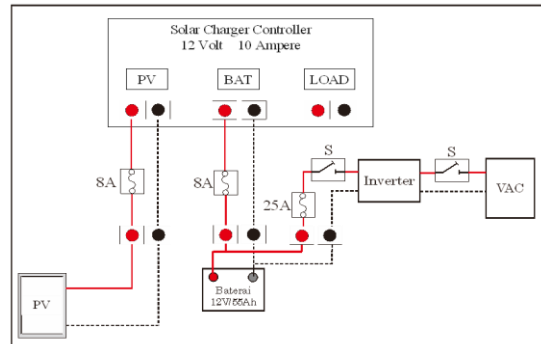 Solar Charger Controller
12 Volt 10 Ampere
PV BAT LOAD
8A 8A 25A S S
Inverter VAC
PV
Baterai
12V/55Ah